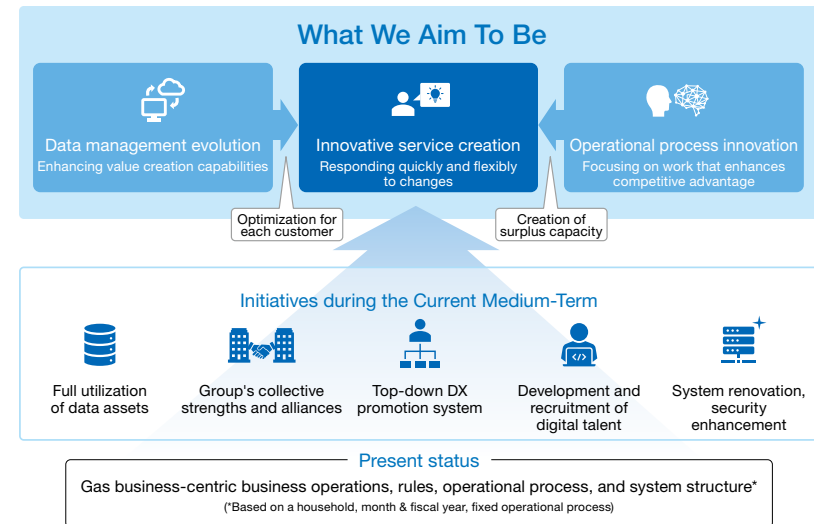 What We Aim To Be
Data management evolution
Enhancing value creation capabilities
Innovative service creation
Responding quickly and flexibly
to changes
Operational process innovation
Focusing on work that enhances
competitive advantage
Optimization for
each customer
Creation of
surplus capacity
Initiatives during the Current Medium-Term
Full utilization
of data assets
Group's collective
strengths and alliances
Top-down DX
promotion system
Development and
recruitment of
digital talent
System renovation,
security
enhancement
Present status
Gas business-centric business operations, rules, operational process, and system structure*
(*Based on a household, month & fiscal year, fixed operational process)